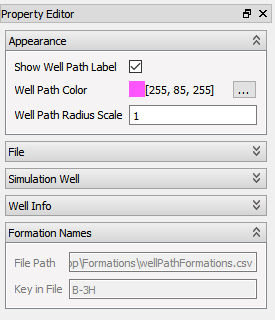 Property Editor
Appearance
Show Well Path Label
Well Path Color [255, 85, 255] ...
Well Path Radius Scale 1
File
Simulation Well
Well Info
Formation Names
File Path op\Formations\wellPathFormations.csv
Key in File B-3H